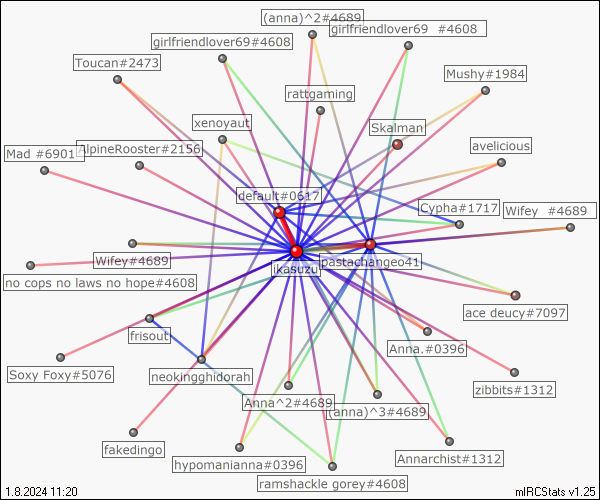 (anna)^2#4689
girlfriendlover69 #4608
girlfriendlover69#4608
Toucan#2473
Mushy#1984
rattgaming
xenoyaut
Skalman
avelicious
Mad #6901
AlpineRooster#2156
default#0617
Cypha#1717
Wifey #4689
Wifey#4689
pastachangeo41
ikasuzu
no cops no laws no hope#4608
ace deucy#7097
frisout
Anna.#0396
Soxy Foxy#5076
neokingghidorah
zibbits#1312
Anna^2#4689
(anna)^3#4689
fakedingo
Annarchist#1312
hypomanianna#0396
ramshackle gorey#4608
1.8.2024 11:20
mIRCStats v1.25